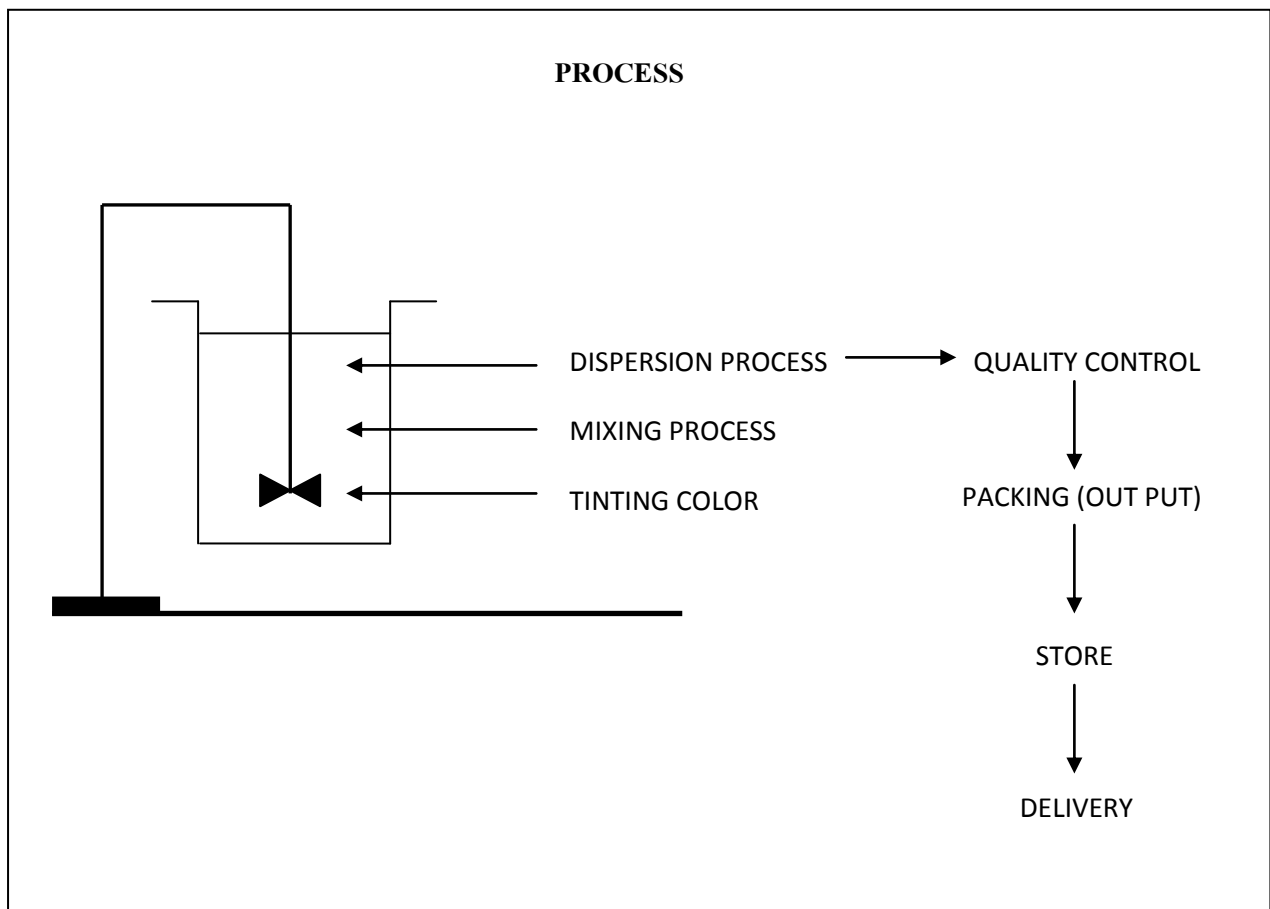 PROCESS
DISPERSION PROCESS
QUALITY CONTROL
MIXING PROCESS
TINTING COLOR
PACKING (OUT PUT)
STORE
DELIVERY